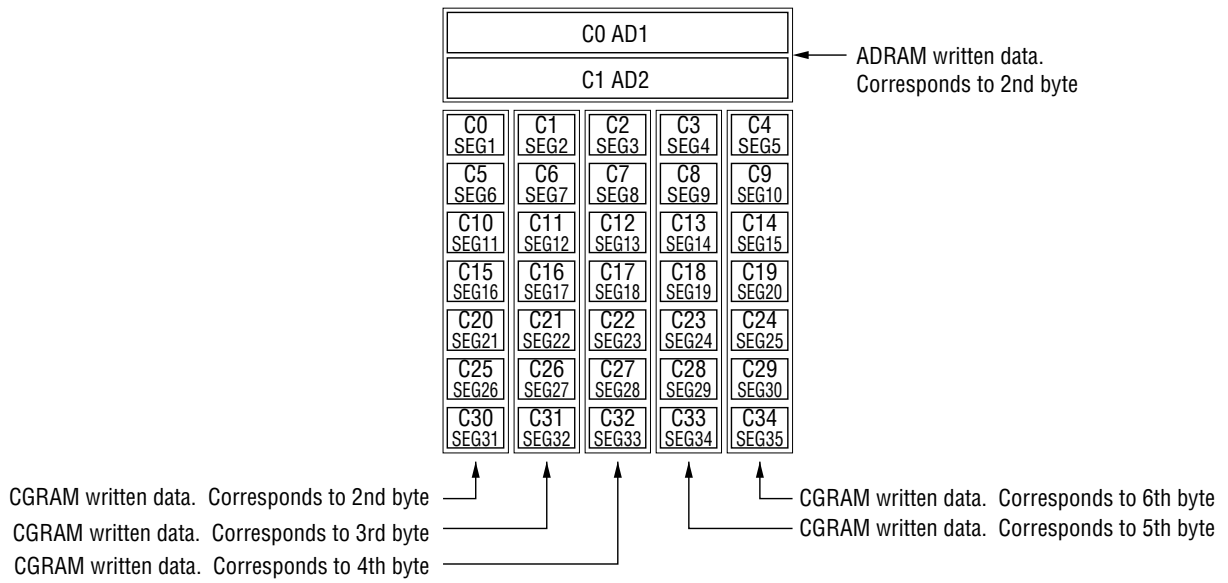 C0 AD1
ADRAM written data.
C1 AD2
Corresponds to 2nd byte
C0 C1 C2 C3 C4
SEG1 SEG2 SEG3 SEG4 SEG5
C5 C6 C7 C8 C9
SEG6 SEG7 SEG8 SEG9 SEG10
C10 C11 C12 C13 C14
SEG11 SEG12 SEG13 SEG14 SEG15
C15 C16 C17 C18 C19
SEG16 SEG17 SEG18 SEG19 SEG20
C20 C21 C22 C23 C24
SEG21 SEG22 SEG23 SEG24 SEG25
C25 C26 C27 C28 C29
SEG26 SEG27 SEG28 SEG29 SEG30
C30 C31 C32 C33 C34
SEG31 SEG32 SEG33 SEG34 SEG35
CGRAM written data. Corresponds to 2nd byte
CGRAM written data. Corresponds to 6th byte
CGRAM written data. Corresponds to 3rd byte
CGRAM written data. Corresponds to 5th byte
CGRAM written data. Corresponds to 4th byte